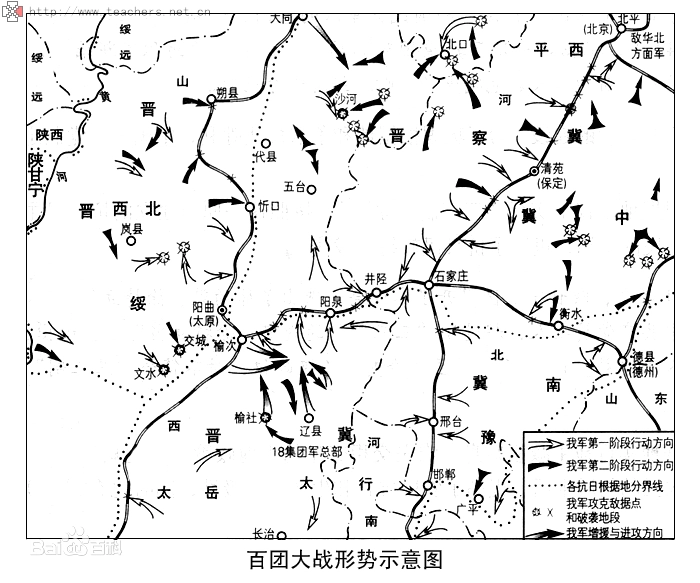 http://www.teachers.net.cn
大同
北平
(北京)
敌华北
方面军
绥
远
绥
远
北口
平 西
山
黄
朔县
沙河
河
晋
陕西
代县
晋 察 冀
陕
甘
宁
河
五台
清苑
(保定)
晋西北
忻口
冀 中
岚县
井陉
石家庄
绥
阳曲
(太原)
阳泉
衡水
交城
榆次
北
德县
(德州)
文水
冀 南
山 东
榆社
辽县
西 晋
冀 河
邢台
18集团军总部
豫
太 岳
太 行
邯郸
南
广平
长治
我军第一阶段行动方向
我军第二阶段行动方向
各抗日根据地分界线
我军攻克敌据点
和破袭地段
我军增援与进攻方向
Bai百科
百团大战形势示意图